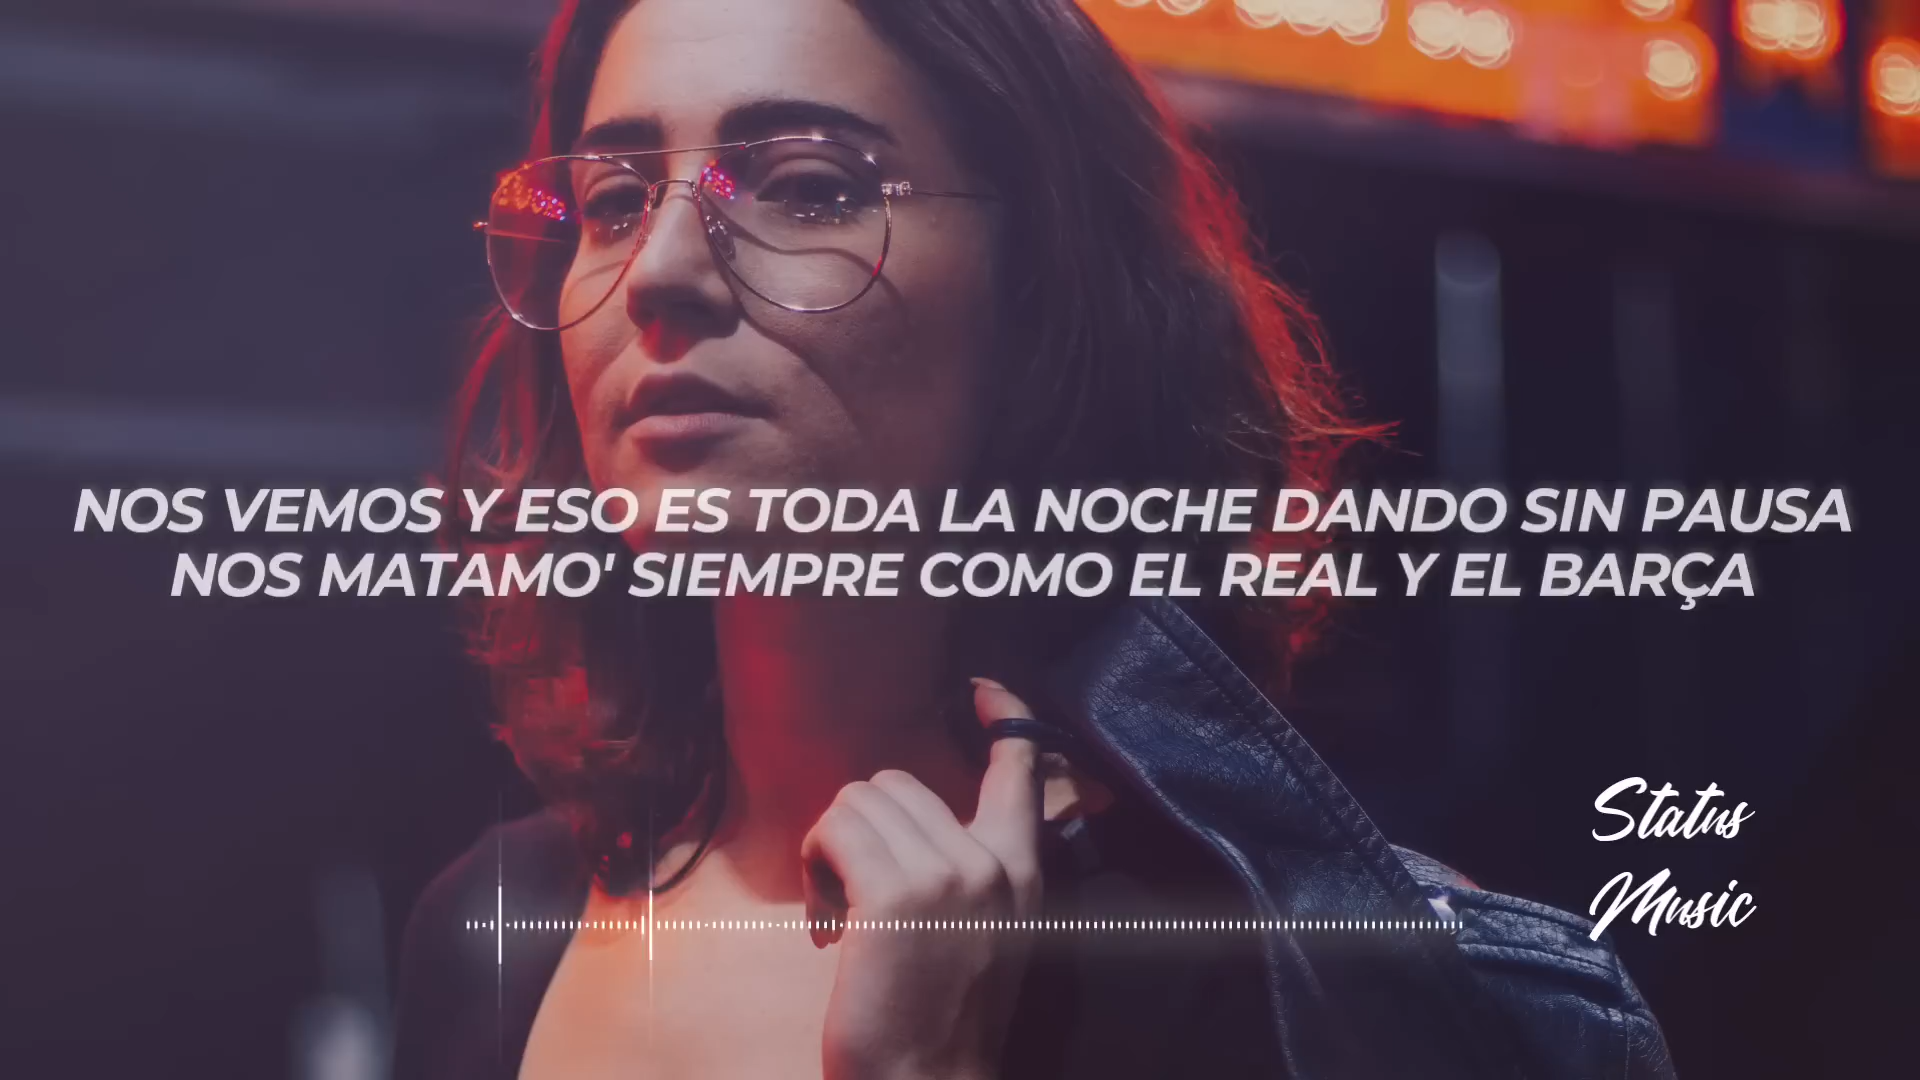 NOS VEMOS Y ESO ES TODA LA NOCHE DANDO SIN PAUSA
NOS MATAMO' SIEMPRE COMO EL REAL Y EL BARÇA
Status
Music